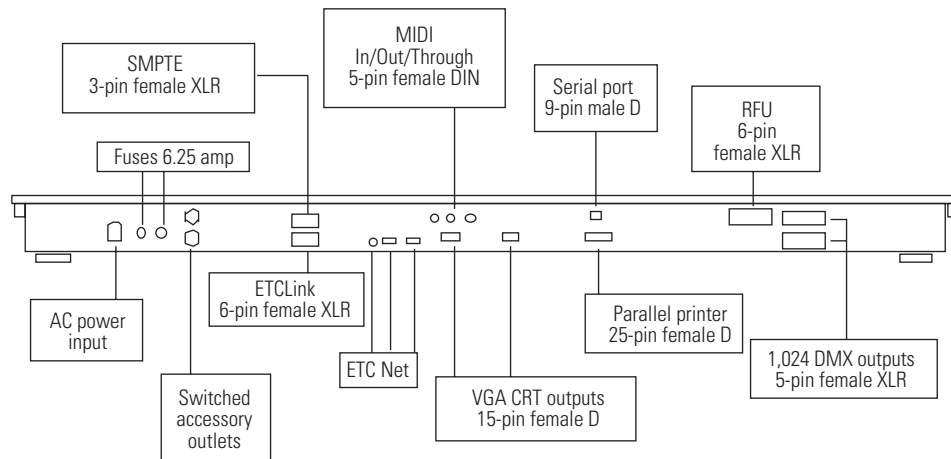 SMPTE
3-pin female XLR
MIDI
In/Out/Through
5-pin female DIN
Serial port
9-pin male D
RFU
6-pin
female XLR
Fuses 6.25 amp
AC power
input
Switched
accessory
outlets
ETCLink
6-pin female XLR
ETC Net
VGA CRT outputs
15-pin female D
Parallel printer
25-pin female D
1,024 DMX outputs
5-pin female XLR